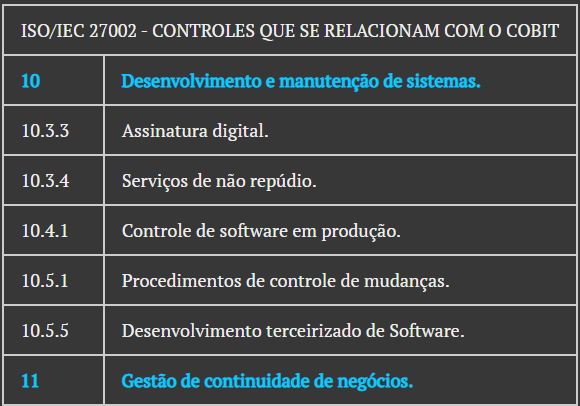 ISO/IEC 27002 - CONTROLES QUE SE RELACIONAM COM O COBIT
10 Desenvolvimento e manutenção de sistemas.
10.3.3 Assinatura digital.
10.3.4 Serviços de não repúdio.
10.4.1 Controle de software em produção.
10.5.1 Procedimentos de controle de mudanças.
10.5.5 Desenvolvimento terceirizado de Software.
11 Gestão de continuidade de negócios.